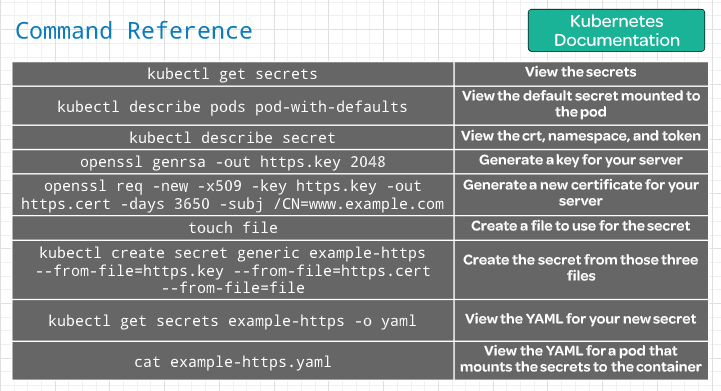 Command Reference
Kubernetes
Documentation
kubectl get secrets
View the secrets
kubectl describe pods pod-with-defaults
View the default secret mounted to
the pod
kubectl describe secret
View the crt, namespace, and token
openssl genrsa -out https.key 2048
Generate a key for your server
openssl req -new -x509 -key https.key -out
https.cert -days 3650 -subj /CN=www.example.com
Generate a new certificate for your
server
touch file
Create a file to use for the secret
kubectl create secret generic example-https
--from-file=https.key --from-file=https.cert
--from-file=file
Create the secret from those three
files
kubectl get secrets example-https -o yaml
View the YAML for your new secret
cat example-https.yaml
View the YAML for a pod that
mounts the secrets to the container